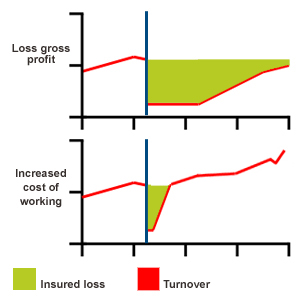 Loss gross
profit
Increased
cost of
working
Insured loss
Turnover